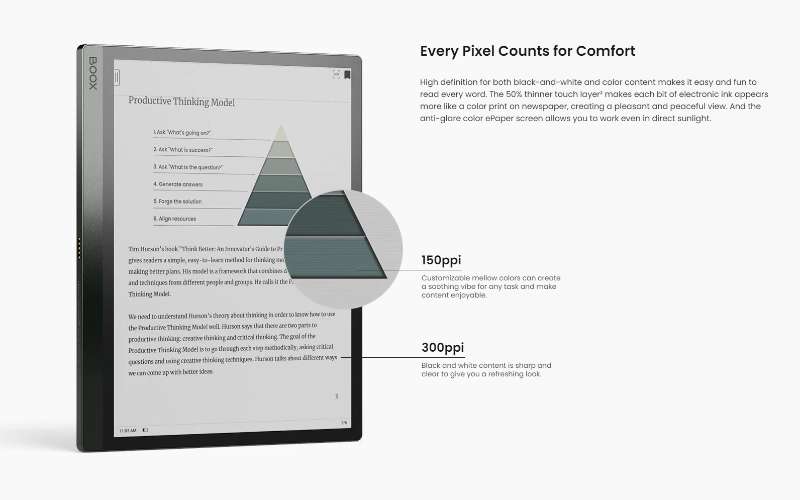 BOOX
Productive Thinking Model
1.Ask "What's going on?"
2. Ask "What is success?"
3. Ask "What is the question?"
4. Generate answers
5. Forge the solution
6. Align resources
Tim Hurson's book "Think Better: An Innovator's Guide to Pr
gives readers a simple, easy-to-learn method for thinking mo
making better plans. His model is a framework that combines d
and techniques from different people and groups. He calls it the P
Thinking Model.
We need to understand Hurson's theory about thinking in order to know how to use
the Productive Thinking Model well. Hurson says that there are two parts to
productive thinking: creative thinking and critical thinking. The goal of the
Productive Thinking Model is to go through each step methodically, asking critical
questions and using creative thinking techniques. Hurson talks about different ways
we can come up with better ideas.
Every Pixel Counts for Comfort
High definition for both black-and-white and color content makes it easy and fun to
read every word. The 50% thinner touch layer² makes each bit of electronic ink appears
more like a color print on newspaper, creating a pleasant and peaceful view. And the
anti-glare color ePaper screen allows you to work even in direct sunlight.
150ppi
Customizable mellow colors can create
a soothing vibe for any task and make
content enjoyable.
300ppi
Black and white content is sharp and
clear to give you a refreshing look.